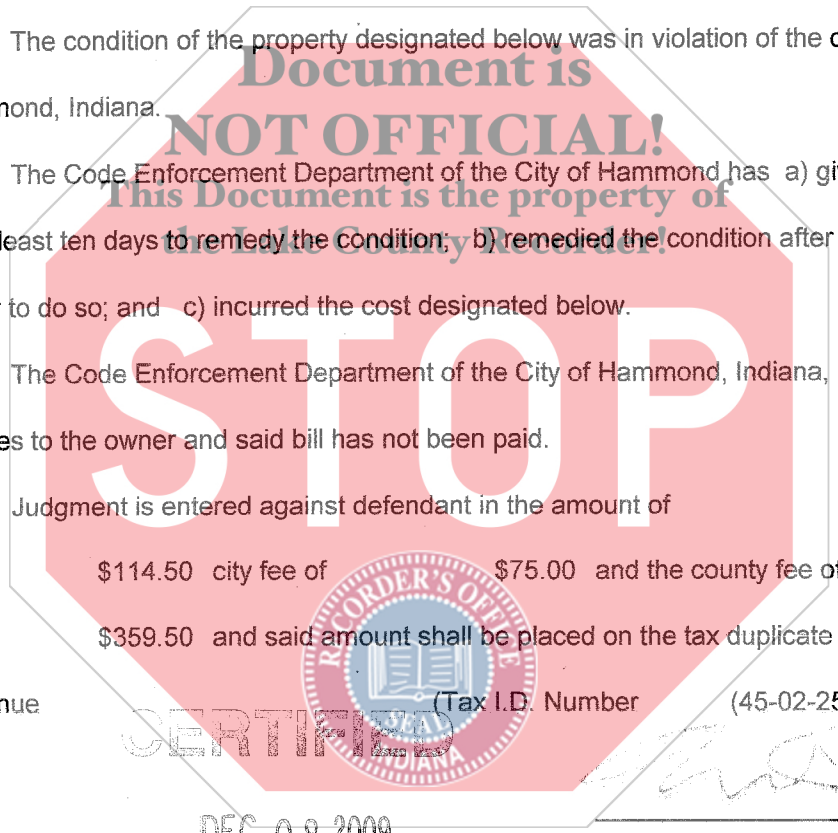 The condition of the property designated below was in violation of the
Document is
mond, Indiana.
NOT OFFICIAL!
The Code Enforcement Department of the City of Hammond has a)
This Document is the property of
least ten days to remedy the condition; b) remedied the condition after
the Lake County Recorder!
to do so; and c) incurred the cost designated below.
STOP
The Code Enforcement Department of the City of Hammond, Indiana,
es to the owner and said bill has not been paid.
Judgment is entered against defendant in the amount of
$114.50 city fee of $75.00 and the county fee of
RECORDER'S OFFICE
$359.50 and said amount shall be placed on the tax duplicate
nue (Tax I.D. Number (45-02-25
SEAL
CERTIFIED
INDIANA
DEC 08 2009